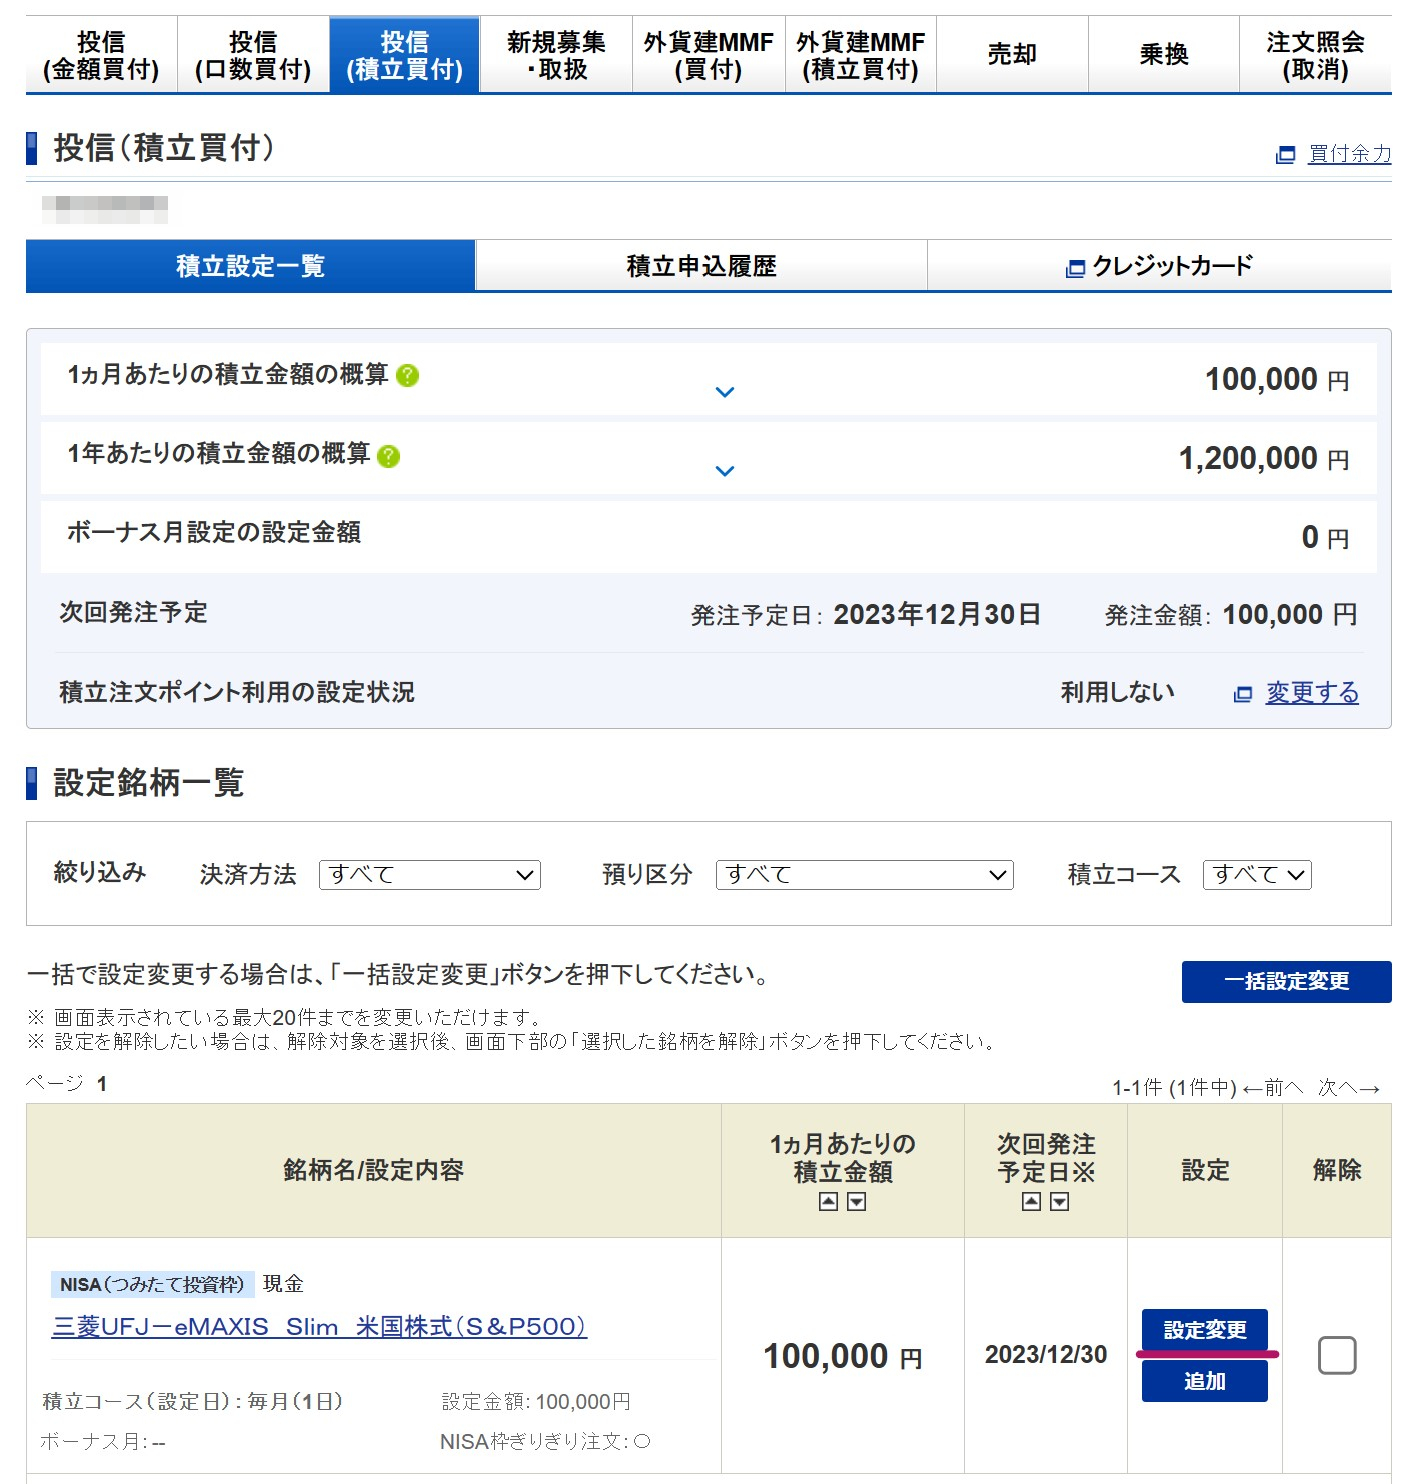 投信
(金額買付)
投信
(口数買付)
投信
(積立買付)
新規募集
・取扱
外貨建MMF
(買付)
外貨建MMF
(積立買付)
売却
乗換
注文照会
(取消)
投信(積立買付)
買付余力
積立設定一覧
積立申込履歴
クレジットカード
1ヵ月あたりの積立金額の概算 ?
100,000 円
1年あたりの積立金額の概算 ?
1,200,000 円
ボーナス月設定の設定金額
0 円
次回発注予定
発注予定日: 2023年12月30日
発注金額: 100,000 円
積立注文ポイント利用の設定状況
利用しない
変更する
設定銘柄一覧
絞り込み
決済方法 すべて
預り区分 すべて
積立コース すべて
一括で設定変更する場合は、「一括設定変更」ボタンを押下してください。
一括設定変更
※ 画面表示されている最大20件までを変更いただけます。
※ 設定を解除したい場合は、解除対象を選択後、画面下部の「選択した銘柄を解除」ボタンを押下してください。
ページ 1
1-1件 (1件中) ←前へ 次へ→
銘柄名/設定内容
1ヵ月あたりの
積立金額
次回発注
予定日※
設定
解除
NISA(つみたて投資枠) 現金
三菱UFJ-eMAXIS Slim 米国株式(S&P500)
積立コース(設定日):毎月(1日)
設定金額:100,000円
ボーナス月:--
NISA枠ぎりぎり注文:○
100,000 円
2023/12/30
設定変更
追加